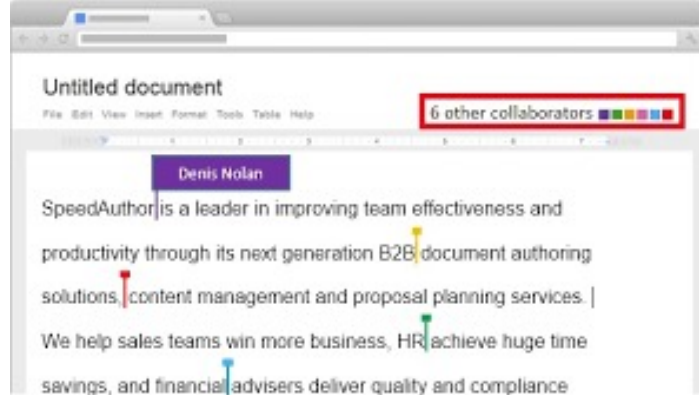 Untitled document
File Edit View Insert Format Tools Table Help
6 other collaborators
Denis Nolan
SpeedAuthor is a leader in improving team effectiveness and
productivity through its next generation B2B document authoring
solutions, content management and proposal planning services.
We help sales teams win more business, HR achieve huge time
savings, and financial advisers deliver quality and compliance